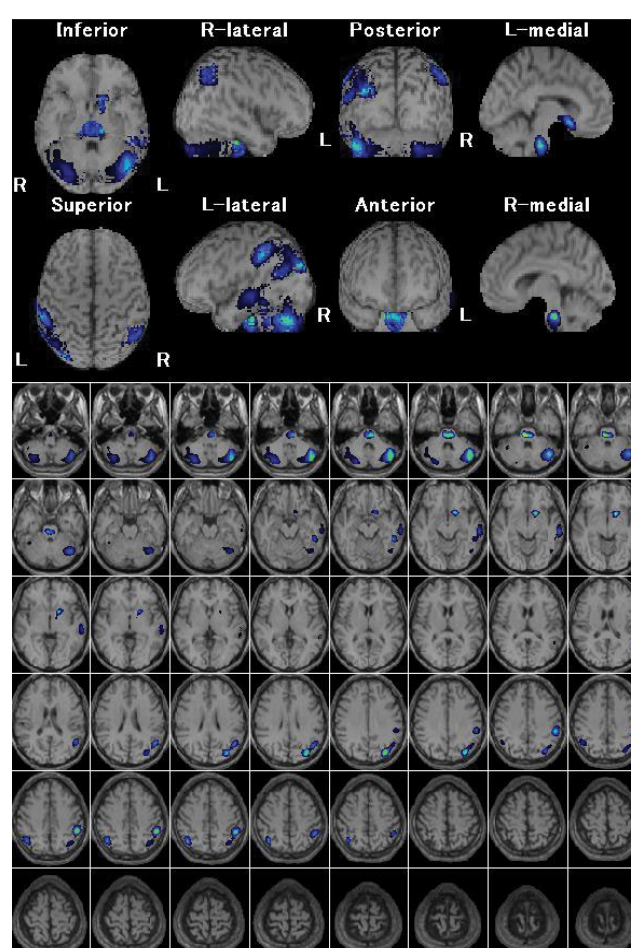 Inferior R-lateral Posterior L-medial
L R
R L
Superior L-lateral Anterior R-medial
R L
L R